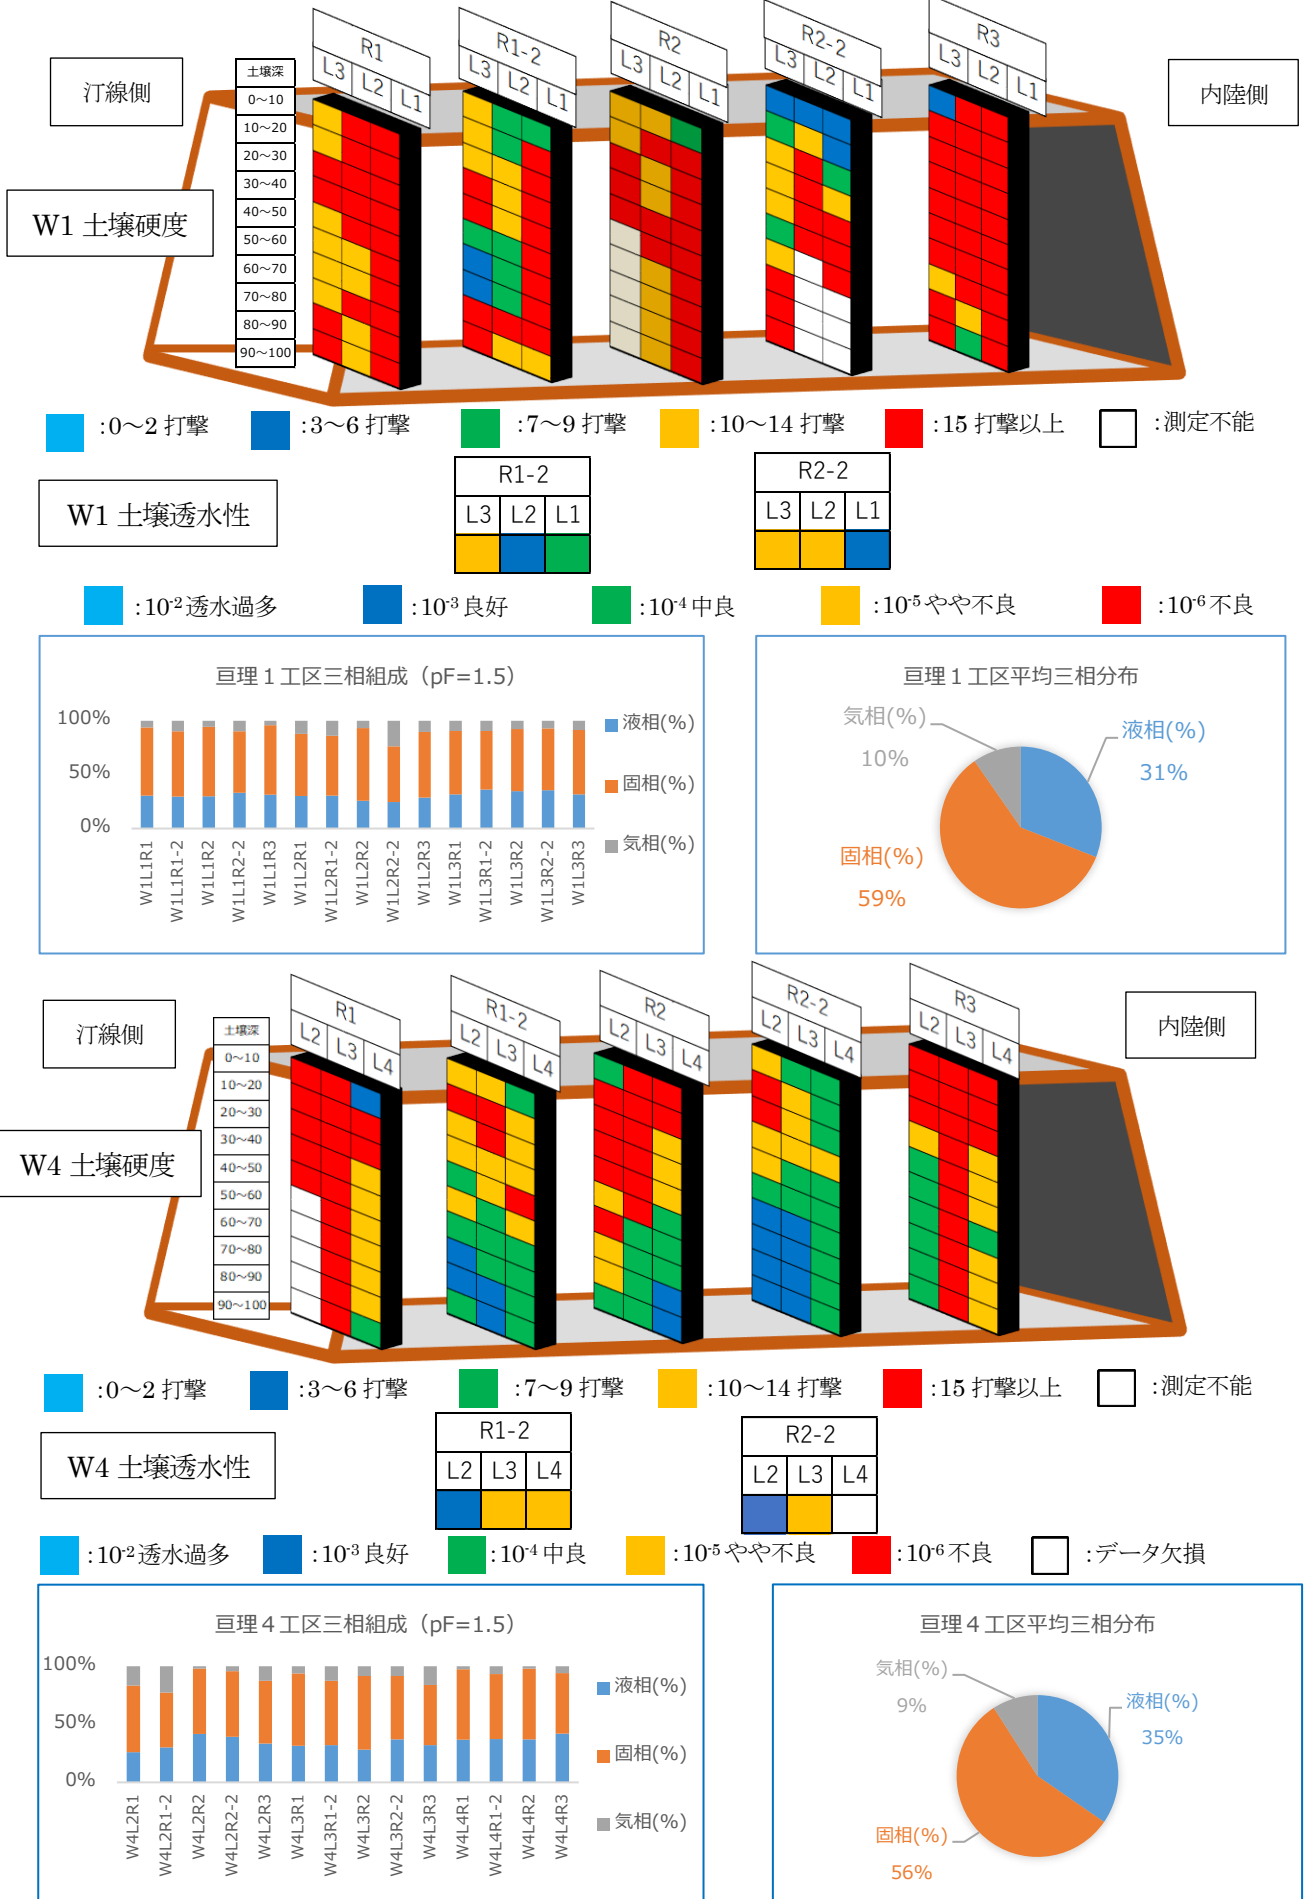 汀線側
内陸側
R1
L3 L2 L1
R1-2
L3 L2 L1
R2
L3 L2 L1
R2-2
L3 L2 L1
R3
L3 L2 L1
土壌深
0～10
10～20
20～30
30～40
40～50
50～60
60～70
70～80
80～90
90～100
W1 土壌硬度
:0～2 打撃 :3～6 打撃 :7～9 打撃 :10～14 打撃 :15 打撃以上 :測定不能
W1 土壌透水性
R1-2
L3 L2 L1
R2-2
L3 L2 L1
:10-2透水過多 :10-3良好 :10-4中良 :10-5やや不良 :10-6不良
亘理１工区三相組成（pF=1.5）
100%
50%
0%
W1L1R1
W1L1R1-2
W1L1R2
W1L1R2-2
W1L1R3
W1L2R1
W1L2R1-2
W1L2R2
W1L2R2-2
W1L2R3
W1L3R1
W1L3R1-2
W1L3R2
W1L3R2-2
W1L3R3
液相(%)
固相(%)
気相(%)
亘理１工区平均三相分布
気相(%)
10%
液相(%)
31%
固相(%)
59%
汀線側
内陸側
R1
L2 L3 L4
R1-2
L2 L3 L4
R2
L2 L3 L4
R2-2
L2 L3 L4
R3
L2 L3 L4
土壌深
0～10
10～20
20～30
30～40
40～50
50～60
60～70
70～80
80～90
90～100
W4 土壌硬度
:0～2 打撃 :3～6 打撃 :7～9 打撃 :10～14 打撃 :15 打撃以上 :測定不能
W4 土壌透水性
R1-2
L2 L3 L4
R2-2
L2 L3 L4
:10-2透水過多 :10-3良好 :10-4中良 :10-5やや不良 :10-6不良 :データ欠損
亘理４工区三相組成（pF=1.5）
100%
50%
0%
W4L2R1
W4L2R1-2
W4L2R2
W4L2R2-2
W4L2R3
W4L3R1
W4L3R1-2
W4L3R2
W4L3R2-2
W4L3R3
W4L4R1
W4L4R1-2
W4L4R2
W4L4R3
液相(%)
固相(%)
気相(%)
亘理４工区平均三相分布
気相(%)
9%
液相(%)
35%
固相(%)
56%